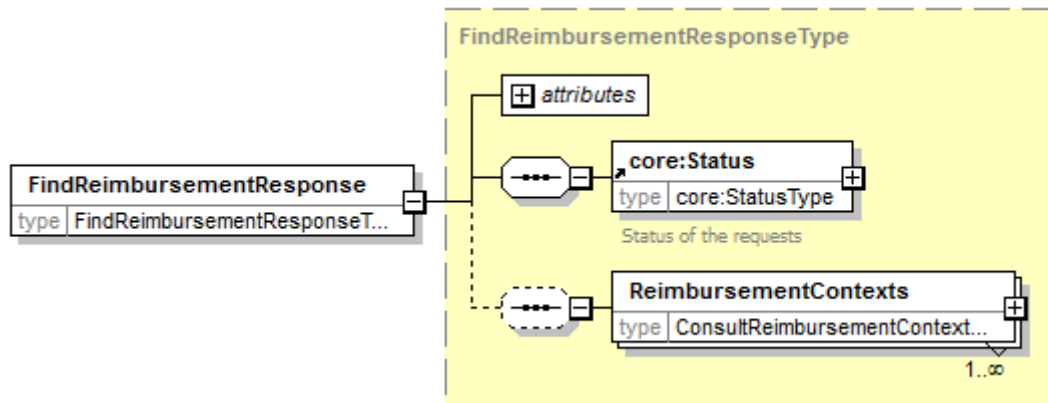 FindReimbursementResponseType
attributes
core:Status
type core:StatusType
Status of the requests
FindReimbursementResponse
type FindReimbursementResponseT...
ReimbursementContexts
type ConsultReimbursementContext...
1..∞